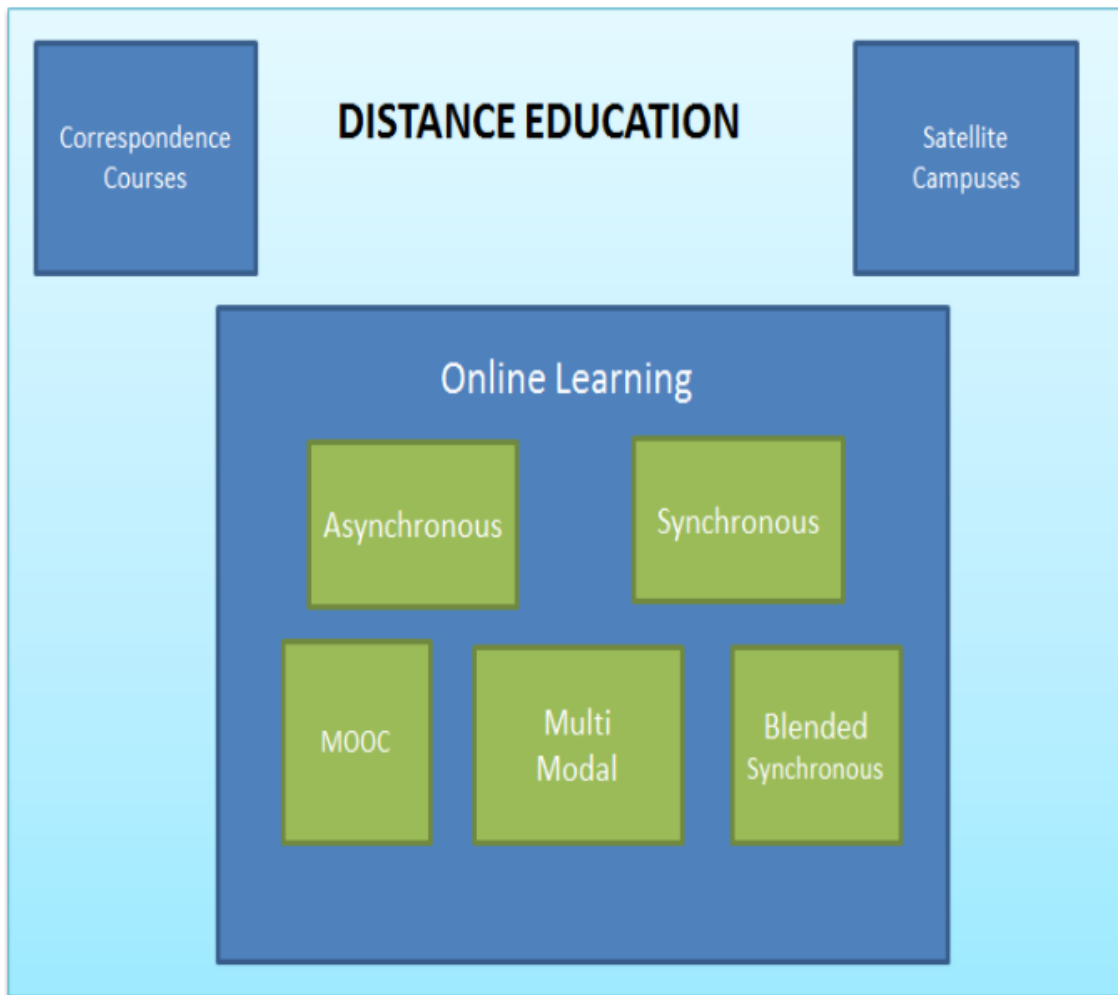 DISTANCE EDUCATION
Correspondence
Courses
Satellite
Campuses
Online Learning
Asynchronous
Synchronous
MOOC
Multi
Modal
Blended
Synchronous